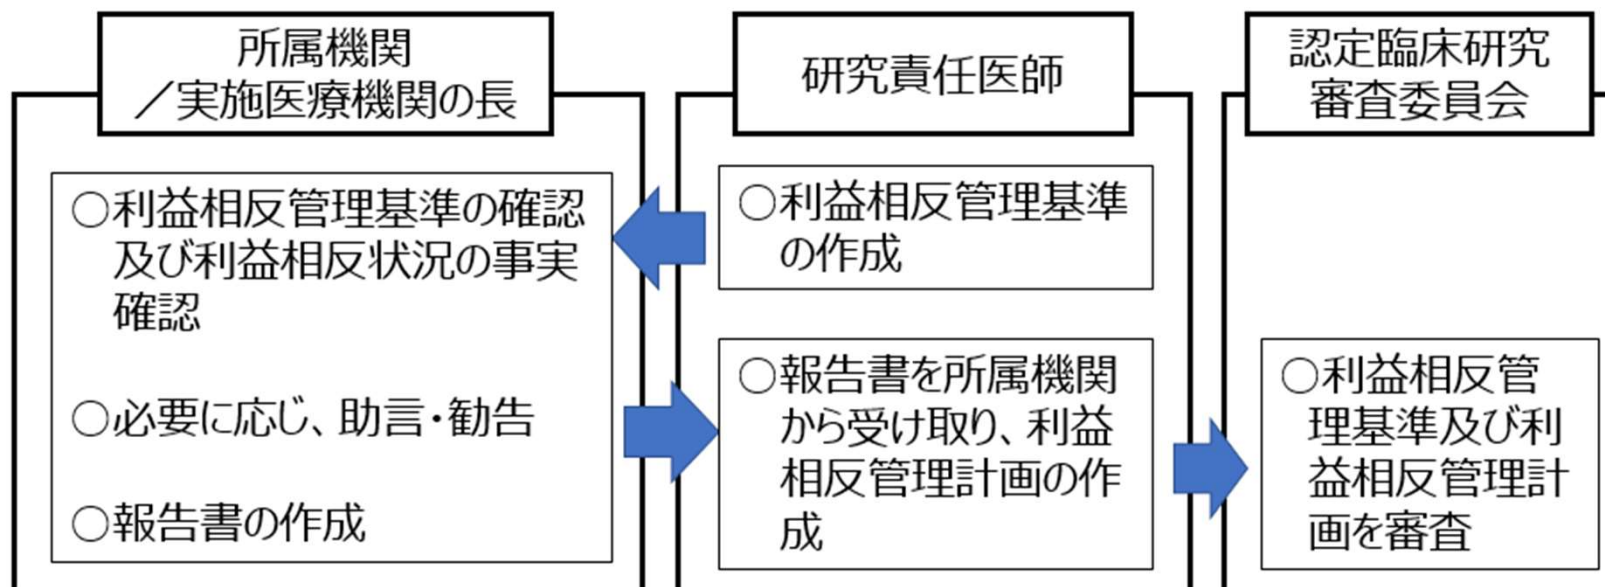 所属機関
／実施医療機関の長
○利益相反管理基準の確認
及び利益相反状況の事実
確認
○必要に応じ、助言・勧告
○報告書の作成
研究責任医師
○利益相反管理基準
の作成
○報告書を所属機関
から受け取り、利益
相反管理計画の作
成
認定臨床研究
審査委員会
○利益相反管
理基準及び利
益相反管理計
画を審査